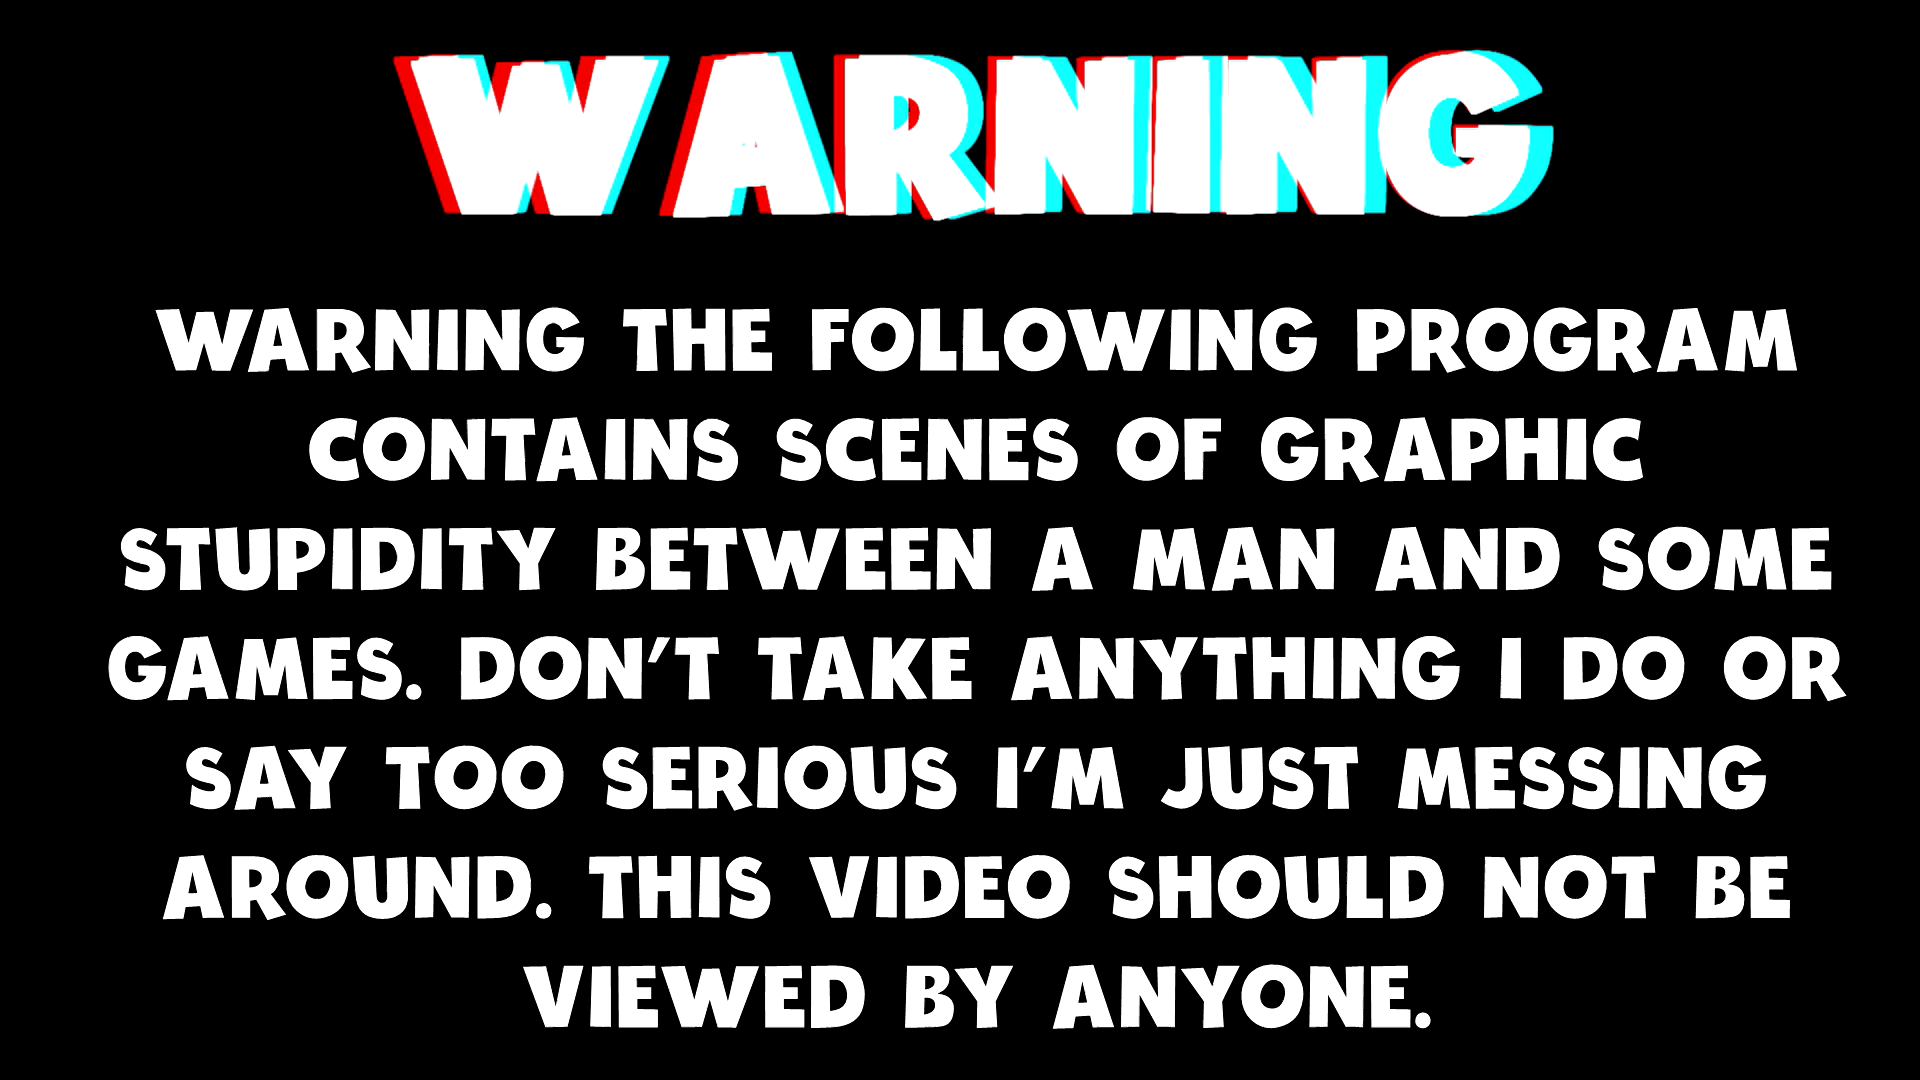 WARNING
WARNING THE FOLLOWING PROGRAM
CONTAINS SCENES OF GRAPHIC
STUPIDITY BETWEEN A MAN AND SOME
GAMES. DON'T TAKE ANYTHING I DO OR
SAY TOO SERIOUS I'M JUST MESSING
AROUND. THIS VIDEO SHOULD NOT BE
VIEWED BY ANYONE.